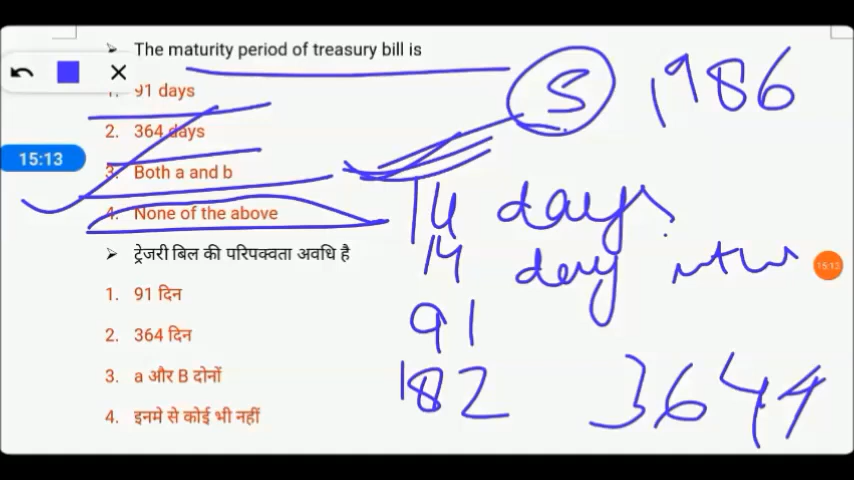 The maturity period of treasury bill is
1. 91 days
2. 364 days
3. Both a and b
4. None of the above
ट्रेजरी बिल की परिपक्वता अवधि है
1. 91 दिन
2. 364 दिन
3. a और B दोनों
4. इनमे से कोई भी नहीं
15:13
S 1986
14 days
14 day
91
182 364
15:13